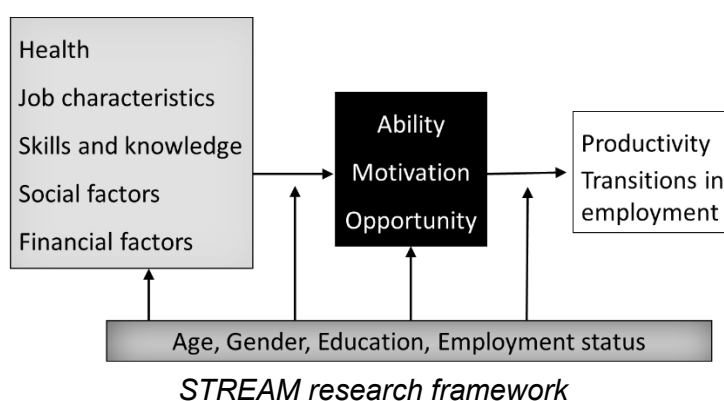 Health
Job characteristics
Skills and knowledge
Social factors
Financial factors
Ability
Motivation
Opportunity
Productivity
Transitions in
employment
Age, Gender, Education, Employment status
STREAM research framework